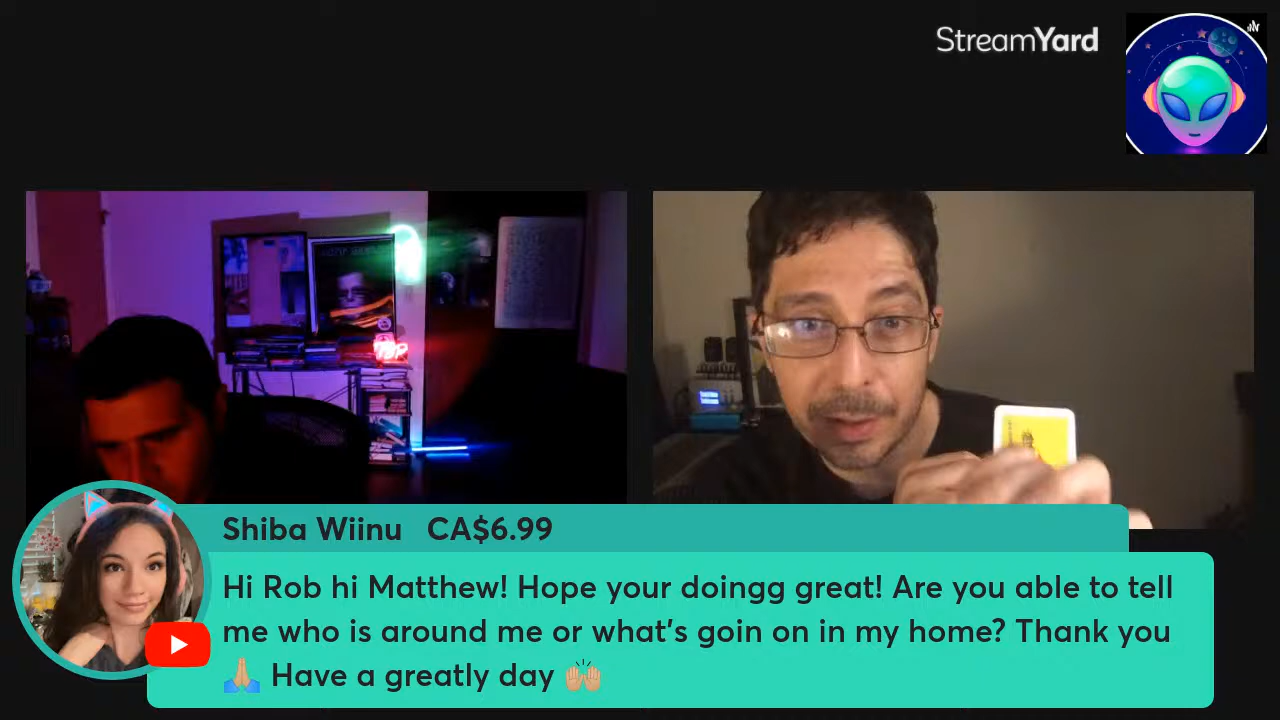 StreamYard
Shiba Wiinu CA$6.99
Hi Rob hi Matthew! Hope your doingg great! Are you able to tell
me who is around me or what's goin on in my home? Thank you
🙏🏼 Have a greatly day 🙌🏼